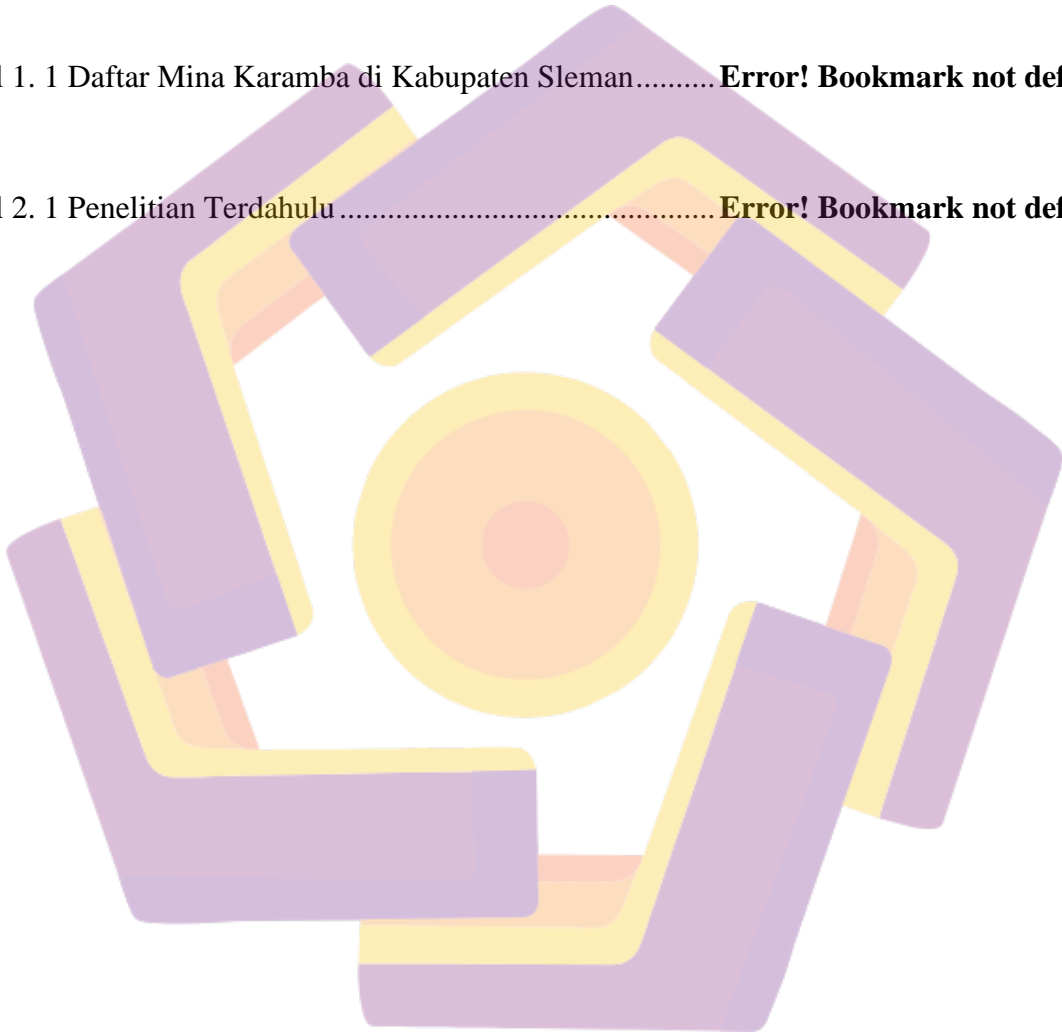 l 1. 1 Daftar Mina Karamba di Kabupaten Sleman.......... Error! Bookmark not def
l 2. 1 Penelitian Terdahulu............................................... Error! Bookmark not def